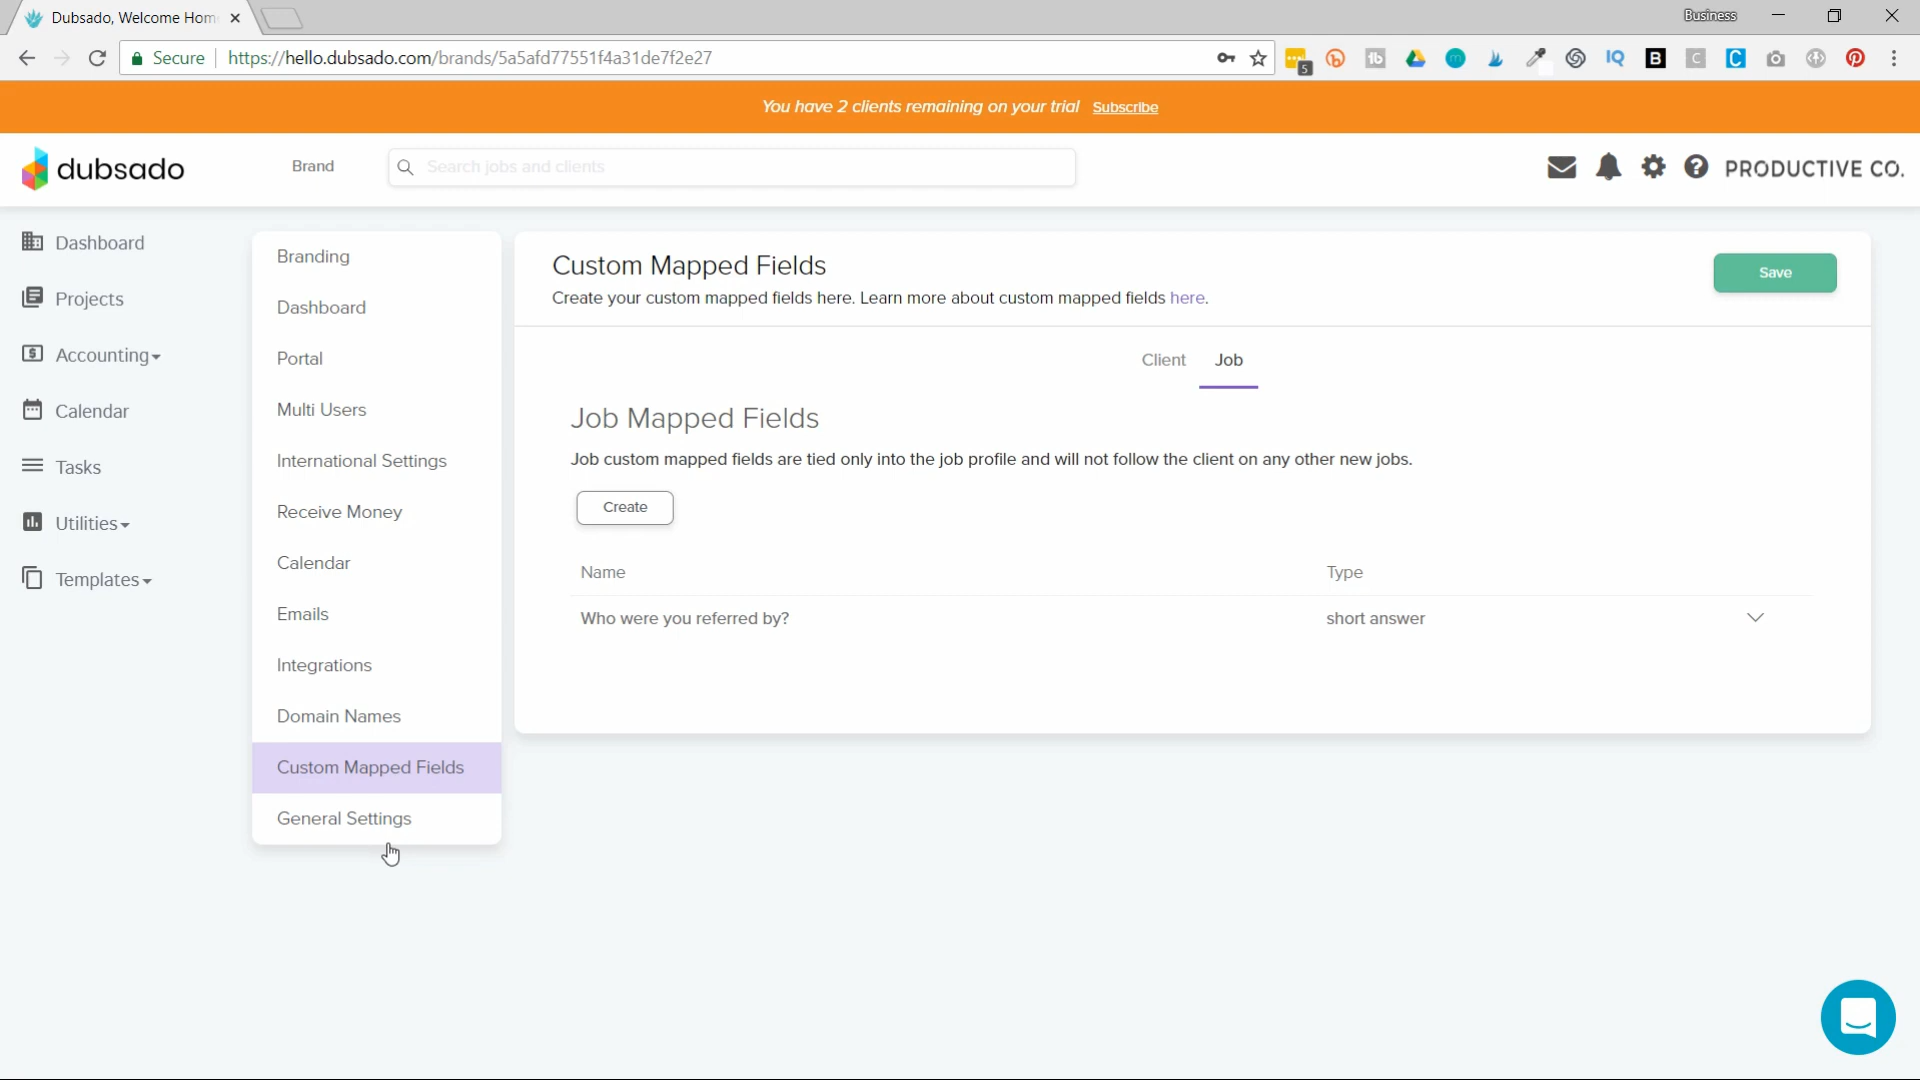 Dubsado, Welcome Hom
Business
Secure https://hello.dubsado.com/brands/5a5afd77551f4a31de7f2e27
5
tb
m
IQ
B
C
C
You have 2 clients remaining on your trial Subscribe
dubsado
Brand
Search jobs and clients
PRODUCTIVE CO.
Dashboard
Projects
Accounting
Calendar
Tasks
Utilities
Templates
Branding
Dashboard
Portal
Multi Users
International Settings
Receive Money
Calendar
Emails
Integrations
Domain Names
Custom Mapped Fields
General Settings
Custom Mapped Fields
Create your custom mapped fields here. Learn more about custom mapped fields here.
Save
Client Job
Job Mapped Fields
Job custom mapped fields are tied only into the job profile and will not follow the client on any other new jobs.
Create
Name Type
Who were you referred by? short answer